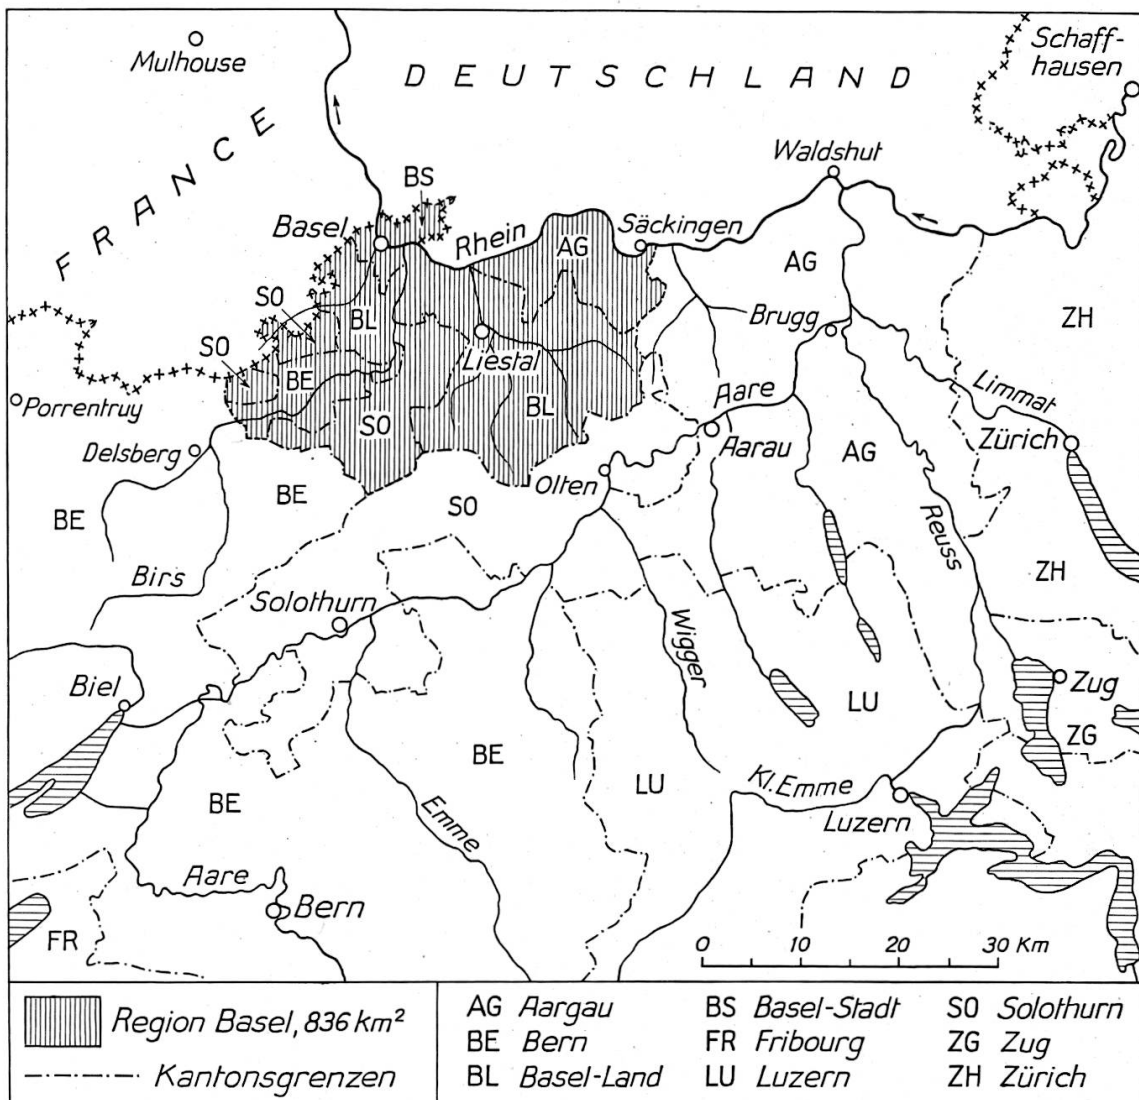 Mulhouse
DEUTSCHLAND
Schaff-
hausen
FRANCE
Waldshut
BS
Basel
Rhein
AG
Säckingen
AG
SO
BL
Brugg
ZH
SO
Liestal
BE
Limmat
Porrentruy
Aare
BL
SO
Zürich
Delsberg
Aarau
AG
BE
Olten
BE
SO
Reuss
Birs
ZH
Solothurn
Wigger
Biel
Zug
LU
ZG
BE
LU
Kl. Emme
BE
Emme
Luzern
Aare
Bern
FR
0 10 20 30 Km
Region Basel, 836 km²
Kantonsgrenzen
AG Aargau
BE Bern
BL Basel-Land
BS Basel-Stadt
FR Fribourg
LU Luzern
SO Solothurn
ZG Zug
ZH Zürich